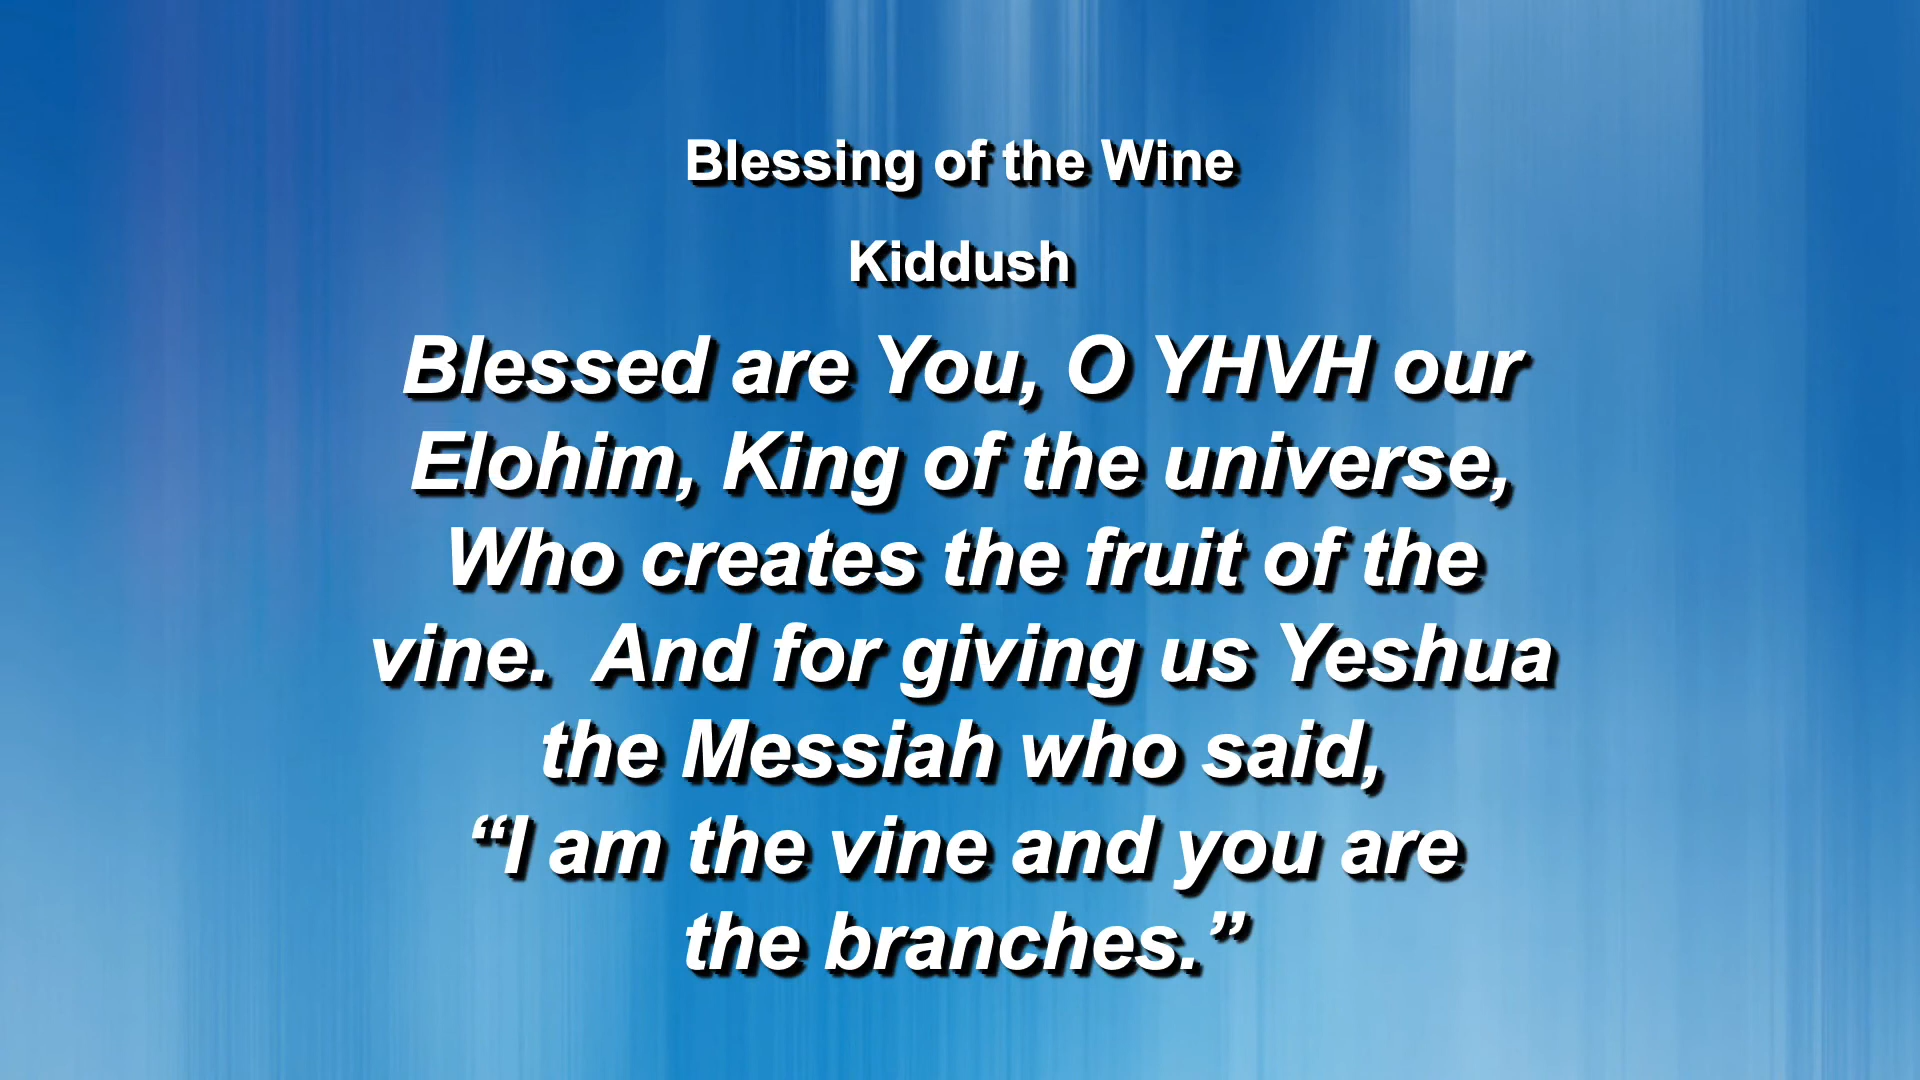 Blessing of the Wine
Kiddush
Blessed are You, O YHVH our
Elohim, King of the universe,
Who creates the fruit of the
vine.  And for giving us Yeshua
the Messiah who said,
“I am the vine and you are
the branches.”